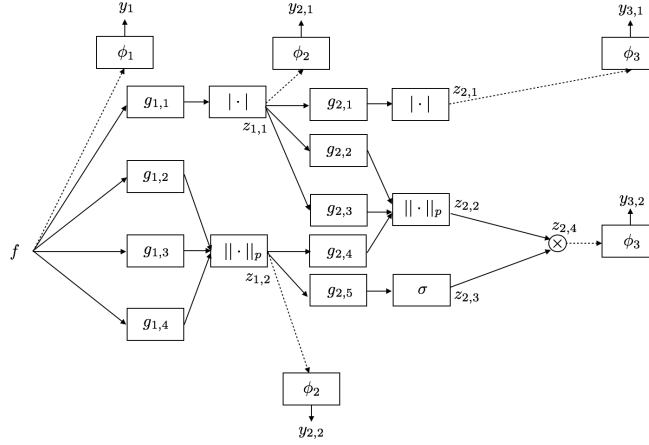 y_1
y_{2,1}
y_{3,1}
ϕ_1
ϕ_2
ϕ_3
g_{1,1}
|·|
g_{2,1}
|·|
z_{2,1}
z_{1,1}
g_{2,2}
g_{1,2}
g_{2,3}
||·||_p
z_{2,2}
y_{3,2}
f
g_{1,3}
||·||_p
g_{2,4}
z_{2,4}
×
ϕ_3
z_{1,2}
g_{2,5}
σ
z_{2,3}
g_{1,4}
ϕ_2
y_{2,2}